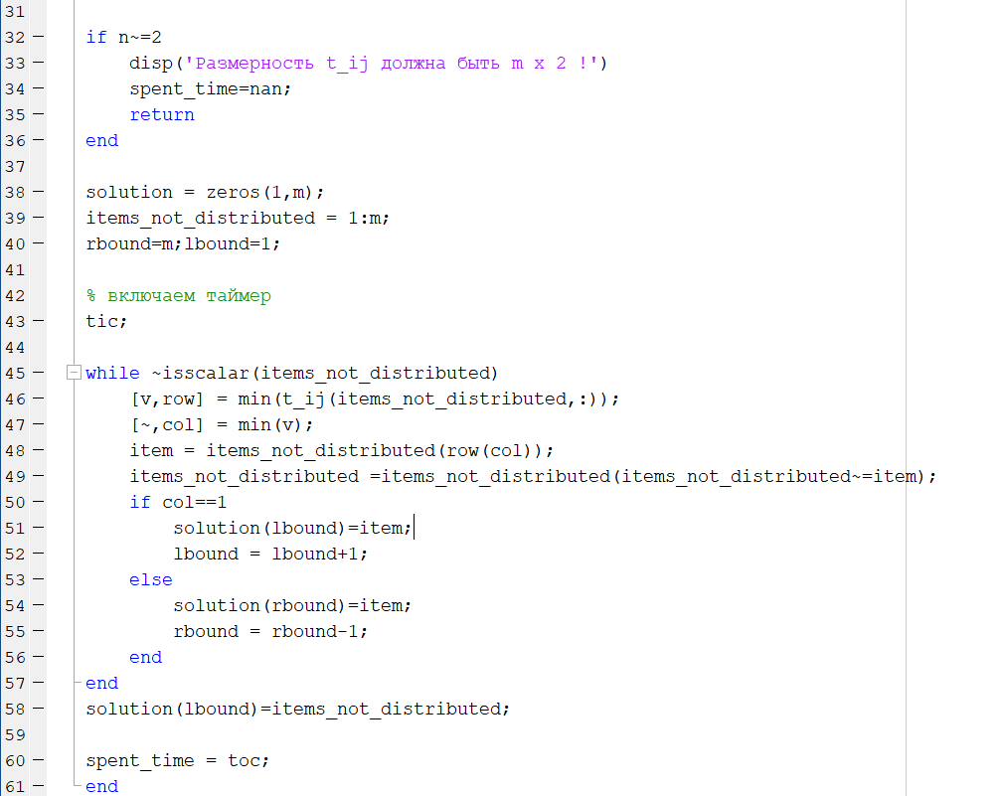 31
32 if n~=2
33 disp('Размерность t_ij должна быть m x 2 !')
34 spent_time=nan;
35 return
36 end
37
38 solution = zeros(1,m);
39 items_not_distributed = 1:m;
40 rbound=m;lbound=1;
41
42 % включаем таймер
43 tic;
44
45 while ~isscalar(items_not_distributed)
46 [v,row] = min(t_ij(items_not_distributed,:));
47 [~,col] = min(v);
48 item = items_not_distributed(row(col));
49 items_not_distributed =items_not_distributed(items_not_distributed~=item);
50 if col==1
51 solution(lbound)=item;
52 lbound = lbound+1;
53 else
54 solution(rbound)=item;
55 rbound = rbound-1;
56 end
57 end
58 solution(lbound)=items_not_distributed;
59
60 spent_time = toc;
61 end